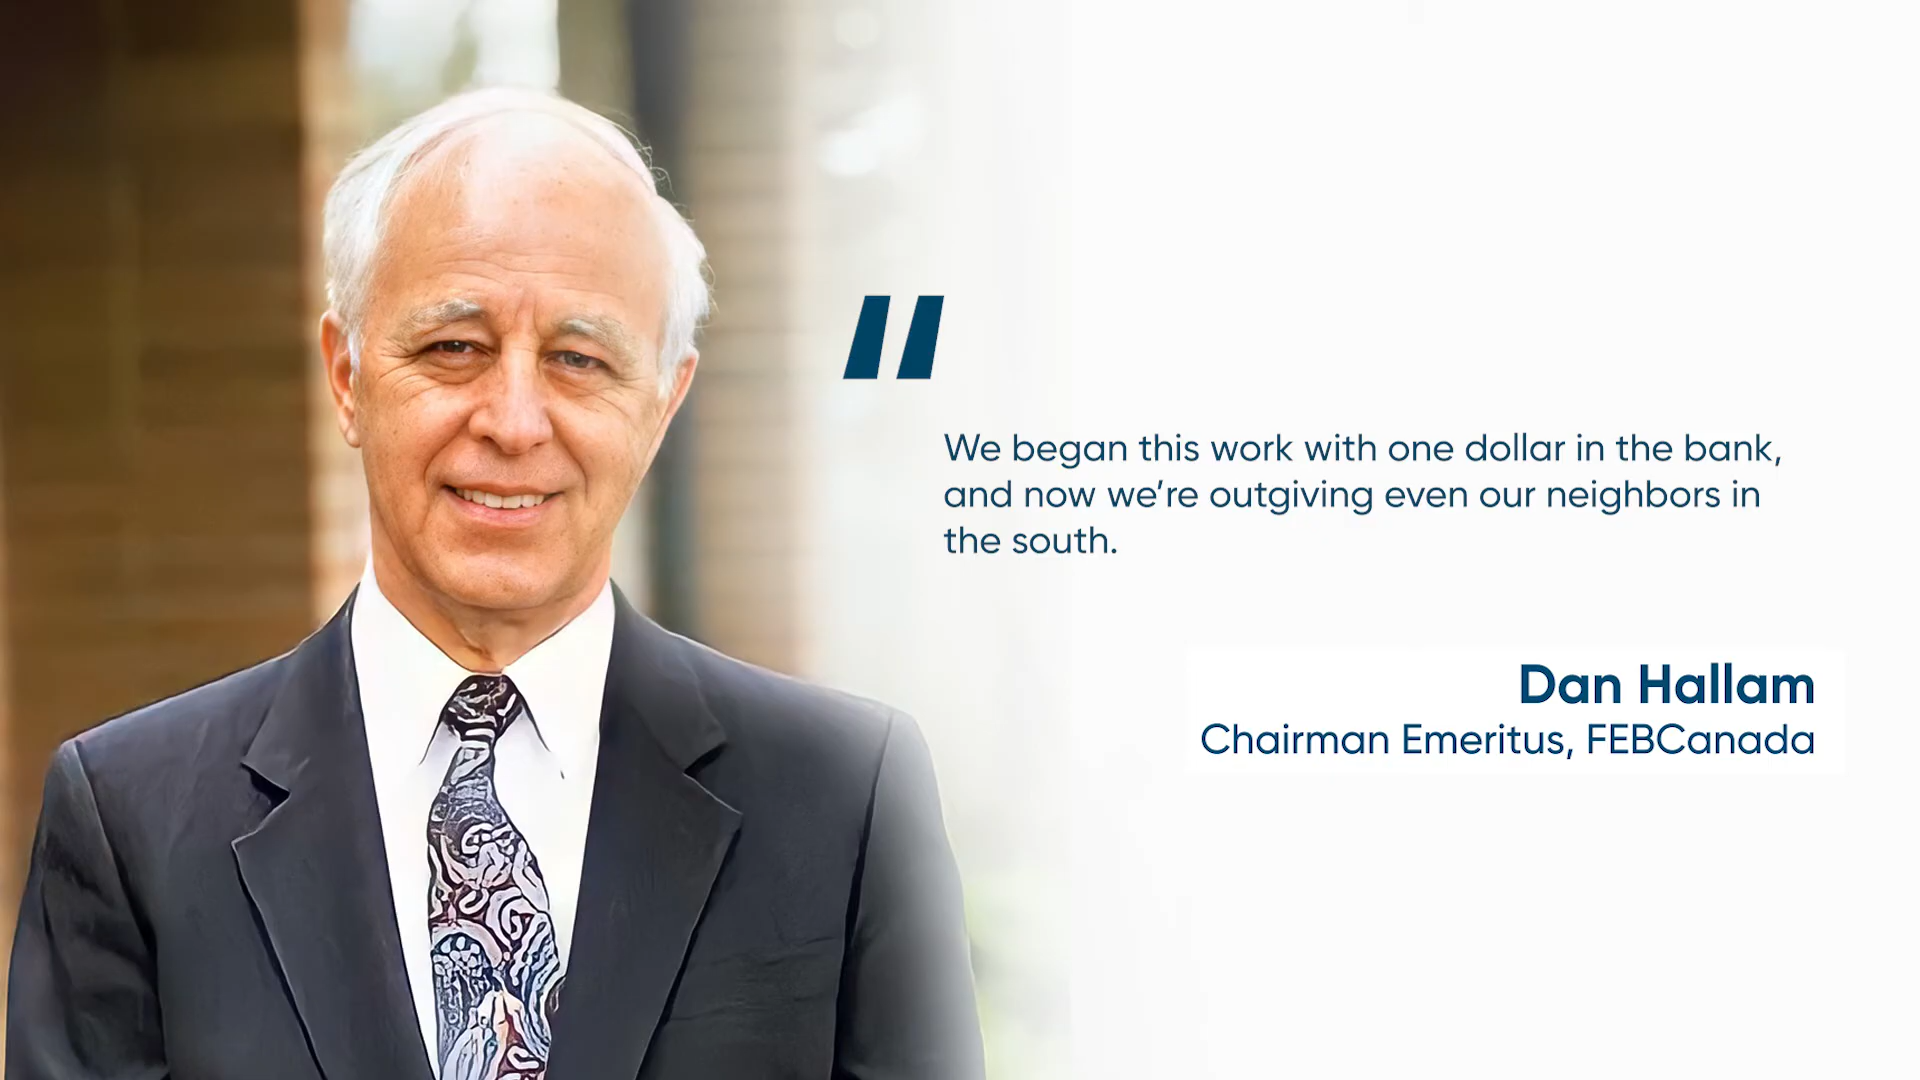 "
We began this work with one dollar in the bank,
and now we’re outgiving even our neighbors in
the south.
Dan Hallam
Chairman Emeritus, FEBCanada